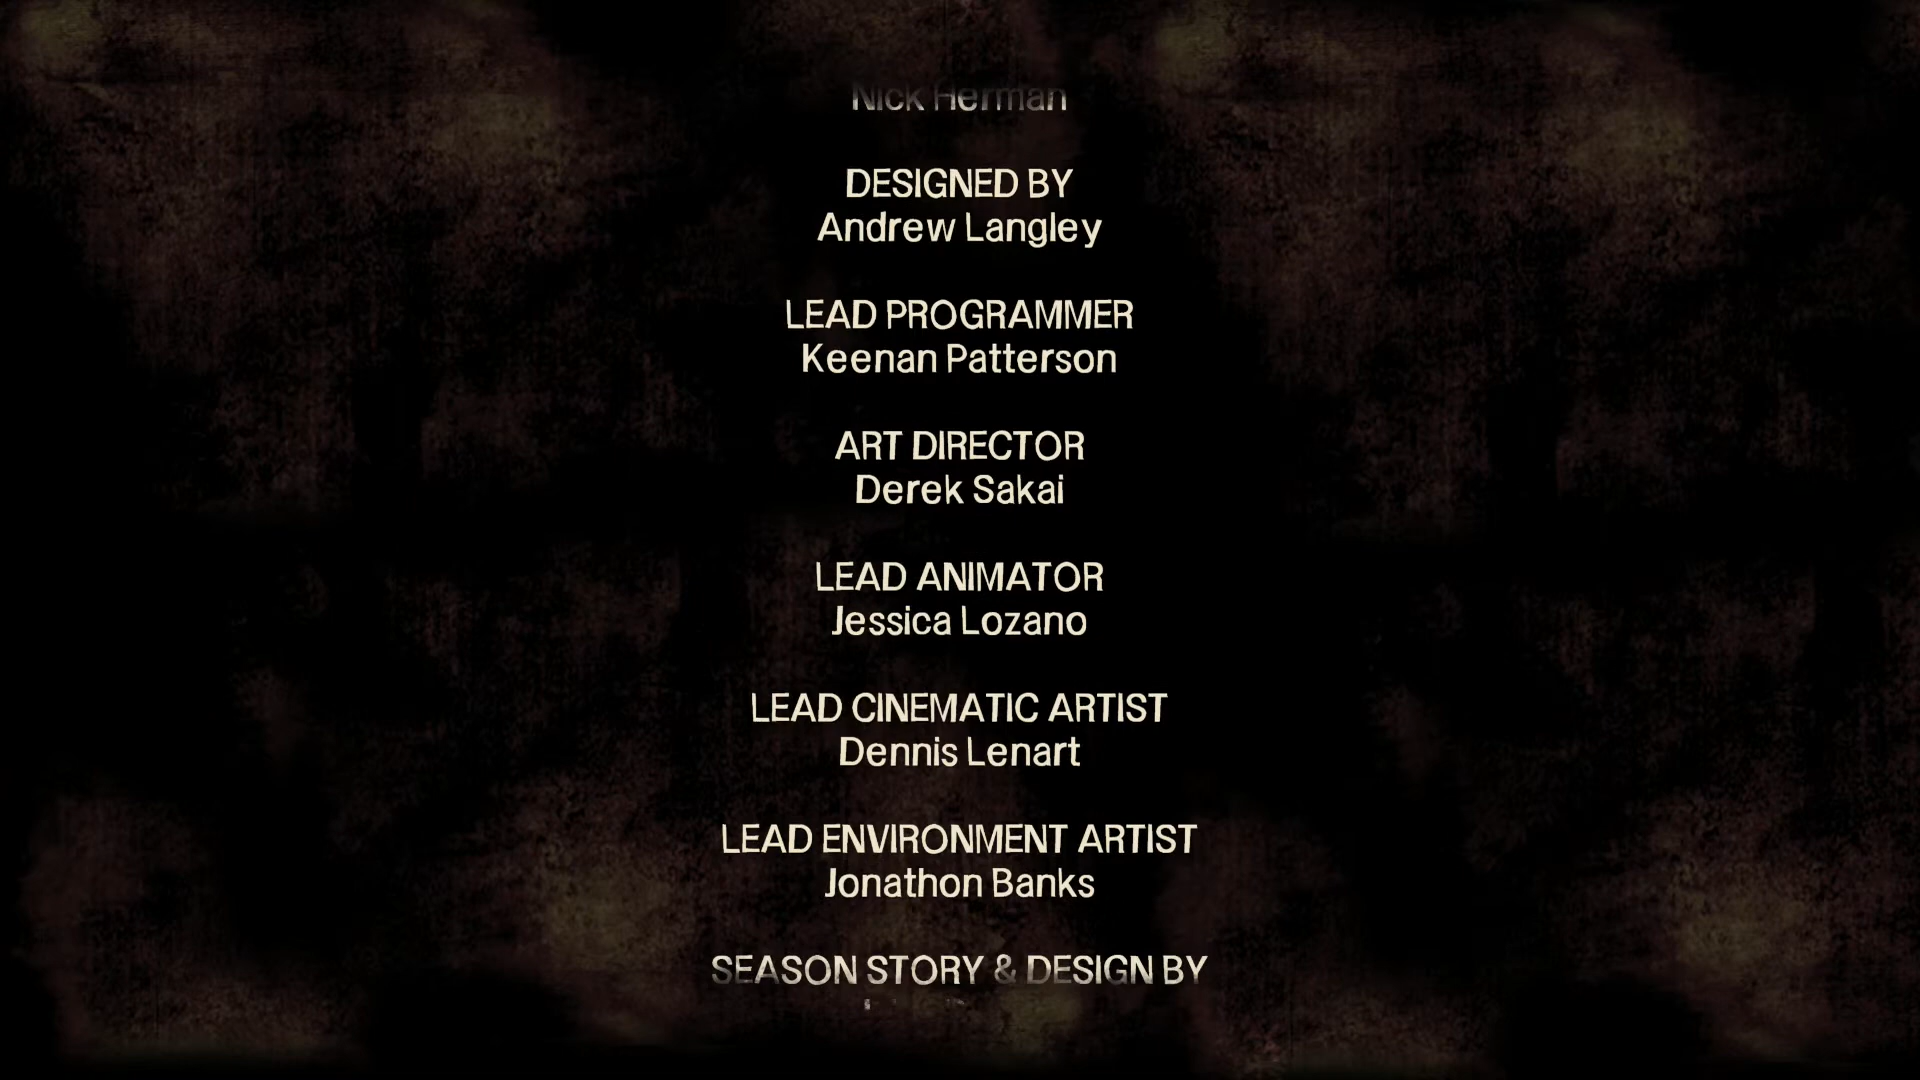 Nick Herman
DESIGNED BY
Andrew Langley
LEAD PROGRAMMER
Keenan Patterson
ART DIRECTOR
Derek Sakai
LEAD ANIMATOR
Jessica Lozano
LEAD CINEMATIC ARTIST
Dennis Lenart
LEAD ENVIRONMENT ARTIST
Jonathon Banks
SEASON STORY & DESIGN BY